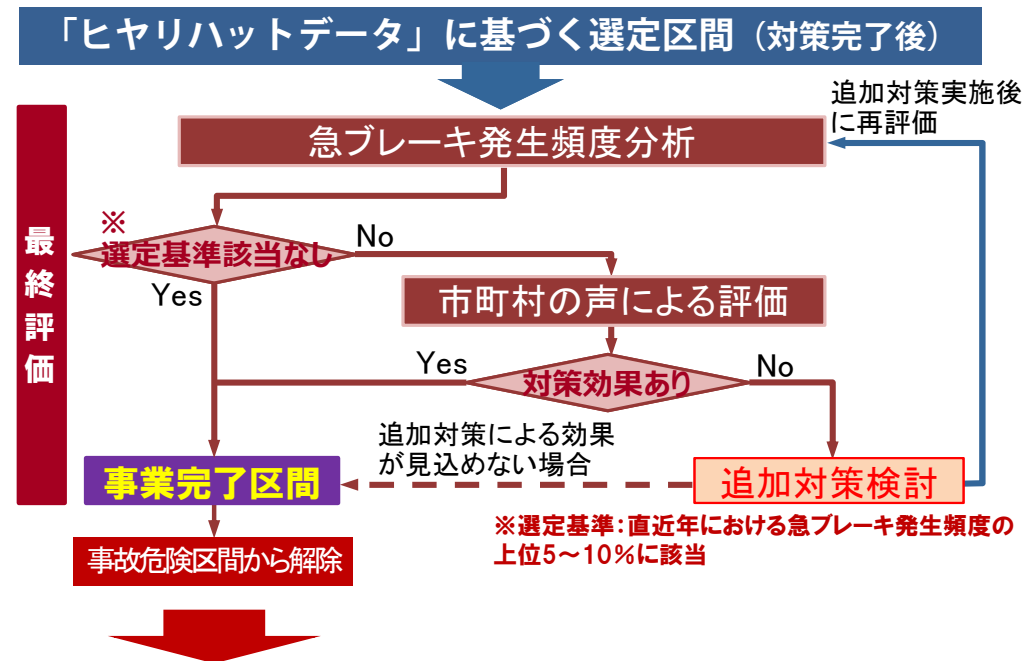 「ヒヤリハットデータ」に基づく選定区間（対策完了後）
追加対策実施後
に再評価
急ブレーキ発生頻度分析
最終評価
※
選定基準該当なし
No
Yes
市町村の声による評価
Yes
対策効果あり
No
追加対策による効果
が見込めない場合
事業完了区間
追加対策検討
※選定基準：直近年における急ブレーキ発生頻度の
上位5～10％に該当
事故危険区間から解除